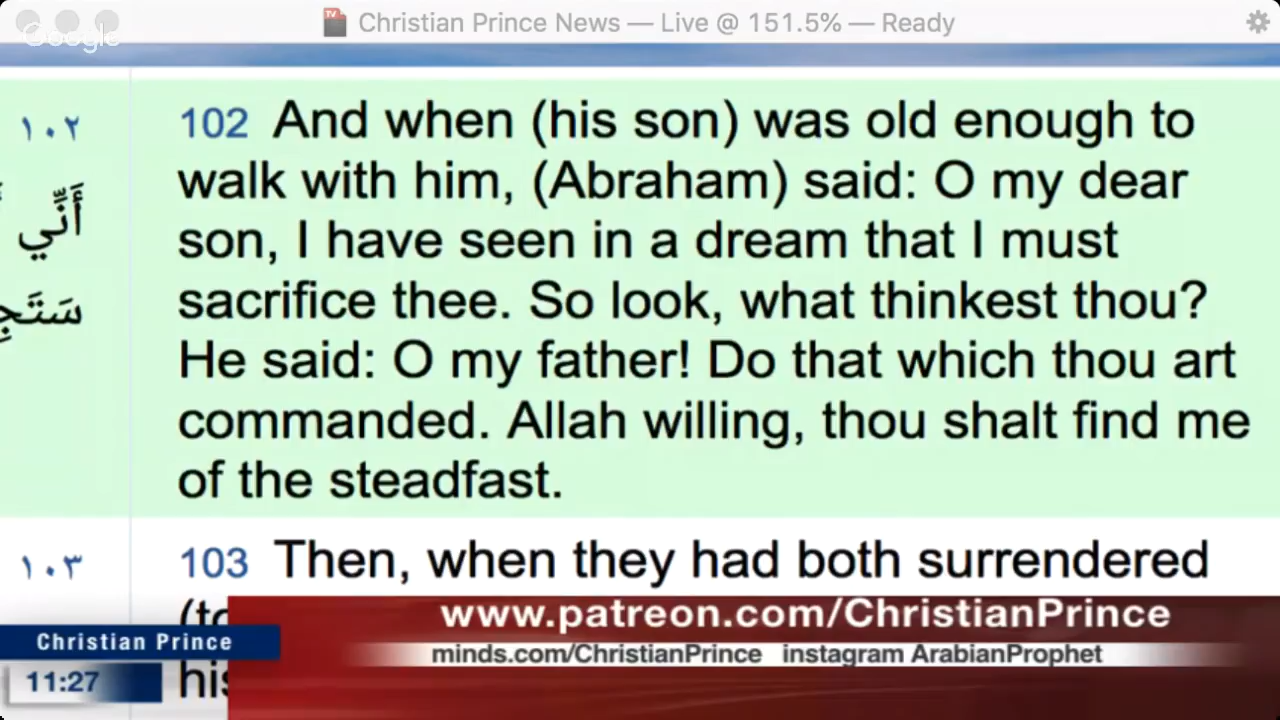 Christian Prince News — Live @ 151.5% — Ready
Google
١٠٢
102 And when (his son) was old enough to
walk with him, (Abraham) said: O my dear
أَنِّي
son, I have seen in a dream that I must
sacrifice thee. So look, what thinkest thou?
He said: O my father! Do that which thou art
commanded. Allah willing, thou shalt find me
of the steadfast.
١٠٣
103 Then, when they had both surrendered
www.patreon.com/ChristianPrince
Christian Prince
minds.com/ChristianPrince instagram ArabianProphet
11:27